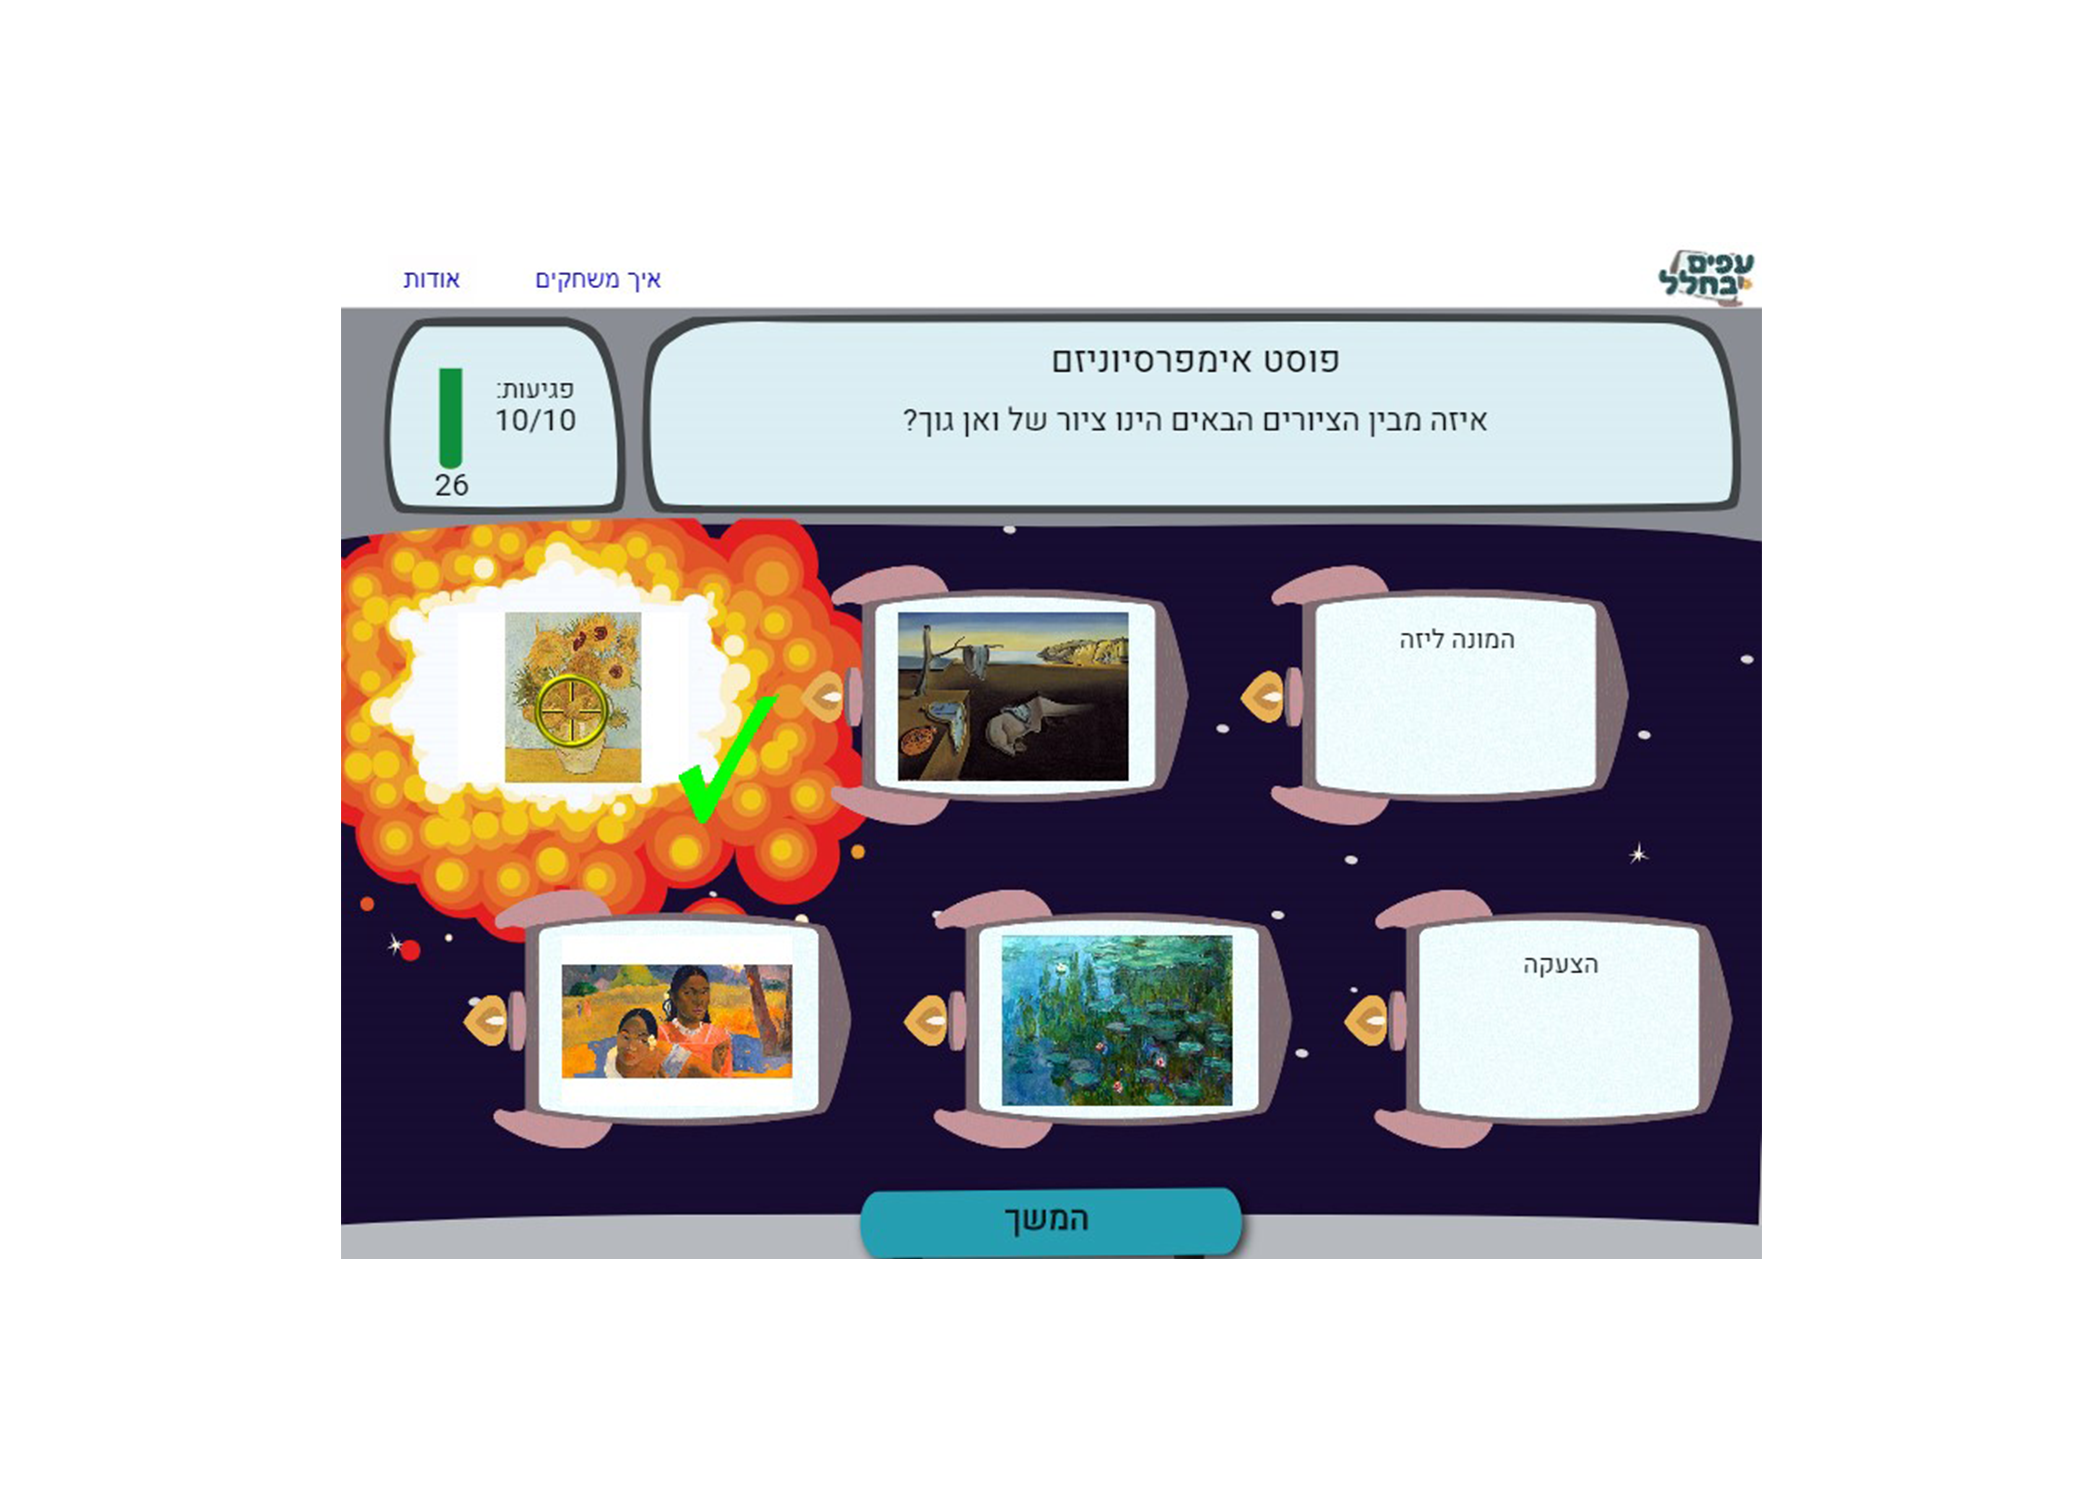 עפים
בחלל
איך משחקים
אודות
פוסט אימפרסיוניזם
איזה מבין הציורים הבאים הינו ציור של ואן גוך?
פגיעות:
10/10
26
המונה ליזה
הצעקה
המשך